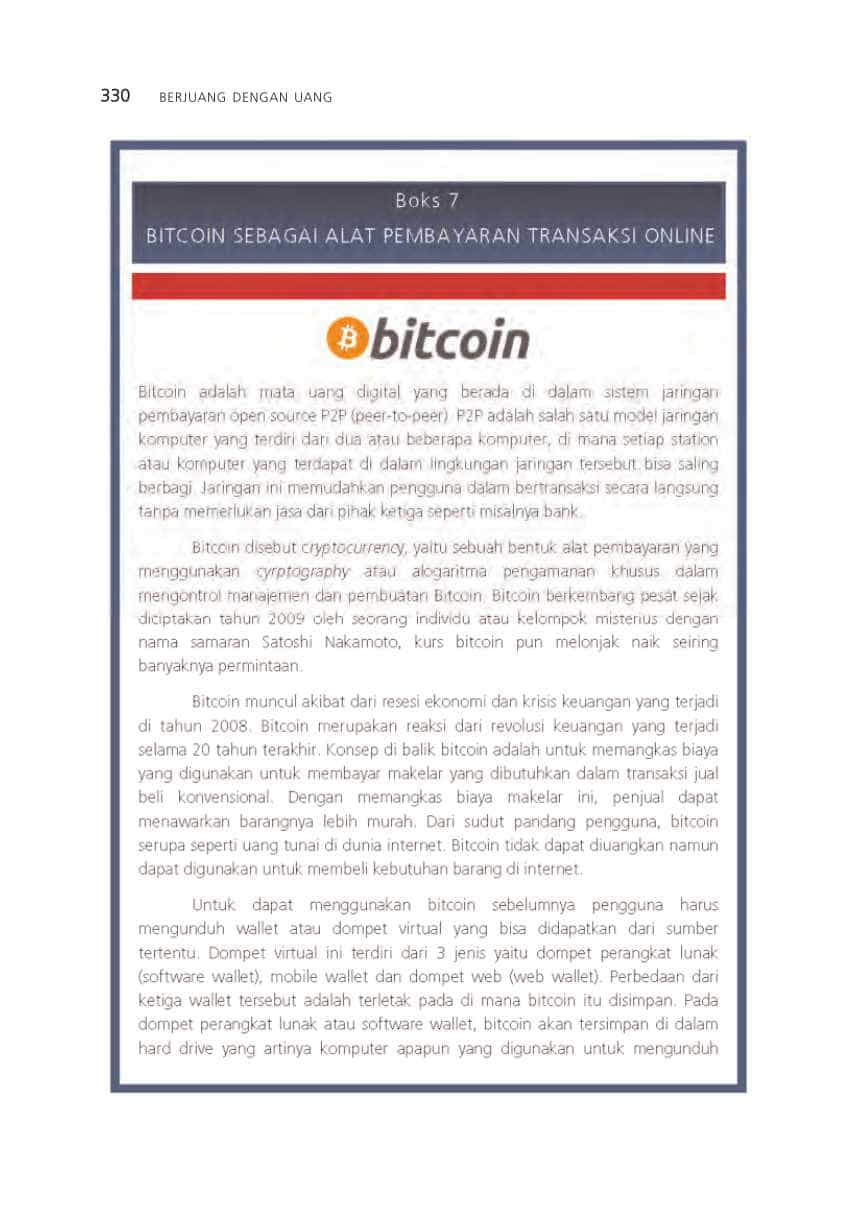 330 BERJUANG DENGAN UANG
Boks 7
BITCOIN SEBAGAI ALAT PEMBAYARAN TRANSAKSI ONLINE
bitcoin
Bitcoin adalah mata uang digital yang berada di dalam sistem jaringan
pembayaran open source P2P (peer-to-peer). P2P adalah salah satu model jaringan
komputer yang terdiri dari dua atau beberapa komputer, di mana setiap station
atau komputer yang terdapat di dalam lingkungan jaringan tersebut bisa saling
berbagi. Jaringan ini memudahkan pengguna dalam bertransaksi secara langsung
tanpa memerlukan jasa dari pihak ketiga seperti misalnya bank.
Bitcoin disebut cryptocurrency, yaitu sebuah bentuk alat pembayaran yang
menggunakan cyrptography atau alogaritma pengamanan khusus dalam
mengontrol manajemen dan pembuatan Bitcoin. Bitcoin berkembang pesat sejak
diciptakan tahun 2009 oleh seorang individu atau kelompok misterius dengan
nama samaran Satoshi Nakamoto, kurs bitcoin pun melonjak naik seiring
banyaknya permintaan.
Bitcoin muncul akibat dari resesi ekonomi dan krisis keuangan yang terjadi
di tahun 2008. Bitcoin merupakan reaksi dari revolusi keuangan yang terjadi
selama 20 tahun terakhir. Konsep di balik bitcoin adalah untuk memangkas biaya
yang digunakan untuk membayar makelar yang dibutuhkan dalam transaksi jual
beli konvensional. Dengan memangkas biaya makelar ini, penjual dapat
menawarkan barangnya lebih murah. Dari sudut pandang pengguna, bitcoin
serupa seperti uang tunai di dunia internet. Bitcoin tidak dapat diuangkan namun
dapat digunakan untuk membeli kebutuhan barang di internet.
Untuk dapat menggunakan bitcoin sebelumnya pengguna harus
mengunduh wallet atau dompet virtual yang bisa didapatkan dari sumber
tertentu. Dompet virtual ini terdiri dari 3 jenis yaitu dompet perangkat lunak
(software wallet), mobile wallet dan dompet web (web wallet). Perbedaan dari
ketiga wallet tersebut adalah terletak pada di mana bitcoin itu disimpan. Pada
dompet perangkat lunak atau software wallet, bitcoin akan tersimpan di dalam
hard drive yang artinya komputer apapun yang digunakan untuk mengunduh